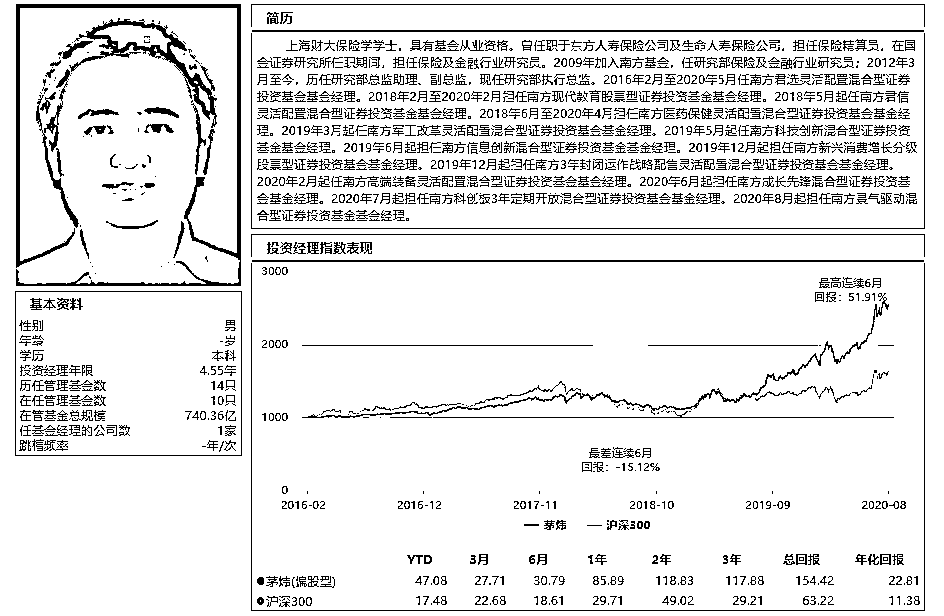 简历
上海财大保险学学士，具有基金从业资格。曾任职于东方人寿保险公司及生命人寿保险公司，担任保险精算员，在国
金证券研究所任职期间，担任保险及金融行业研究员。2009年加入南方基金，任研究部保险及金融行业研究员；2012年3
月至今，历任研究部总监助理、副总监，现任研究部执行总监。2016年2月至2020年5月任南方君选灵活配置混合型证券
投资基金基金经理。2018年2月至2020年2月担任南方现代教育股票型证券投资基金基金经理。2018年5月起任南方君信
灵活配置混合型证券投资基金基金经理。2018年6月至2020年4月担任南方医药保健灵活配置混合型证券投资基金基金经
理。2019年3月起任南方军工改革灵活配置混合型证券投资基金基金经理。2019年5月起任南方科技创新混合型证券投资
基金基金经理。2019年6月起担任南方信息创新混合型证券投资基金基金经理。2019年12月起担任南方新兴消费增长分级
股票型证券投资基金基金经理。2019年12月起担任南方3年封闭运作战略配售灵活配置混合型证券投资基金基金经理。
2020年2月起任南方高端装备灵活配置混合型证券投资基金基金经理。2020年6月起担任南方成长先锋混合型证券投资基
金基金经理。2020年7月起担任南方科创板3年定期开放混合型证券投资基金基金经理。2020年8月起担任南方景气驱动混
合型证券投资基金基金经理。
基本资料
性别 男
年龄 -岁
学历 本科
投资经理年限 4.55年
历任管理基金数 14只
在任管理基金数 10只
在管基金总规模 740.36亿
任基金经理的公司数 1家
跳槽频率 -年/次
投资经理指数表现
3000
2000
1000
0
最高连续6月
回报：51.91%
最差连续6月
回报：-15.12%
2016-02 2016-12 2017-11 2018-10 2019-09 2020-08
茅炜 沪深300
YTD 3月 6月 1年 2年 3年 总回报 年化回报
茅炜(偏股型) 47.08 27.71 30.79 85.89 118.83 117.88 154.42 22.81
沪深300 17.48 22.68 18.61 29.71 49.02 29.21 63.22 11.38